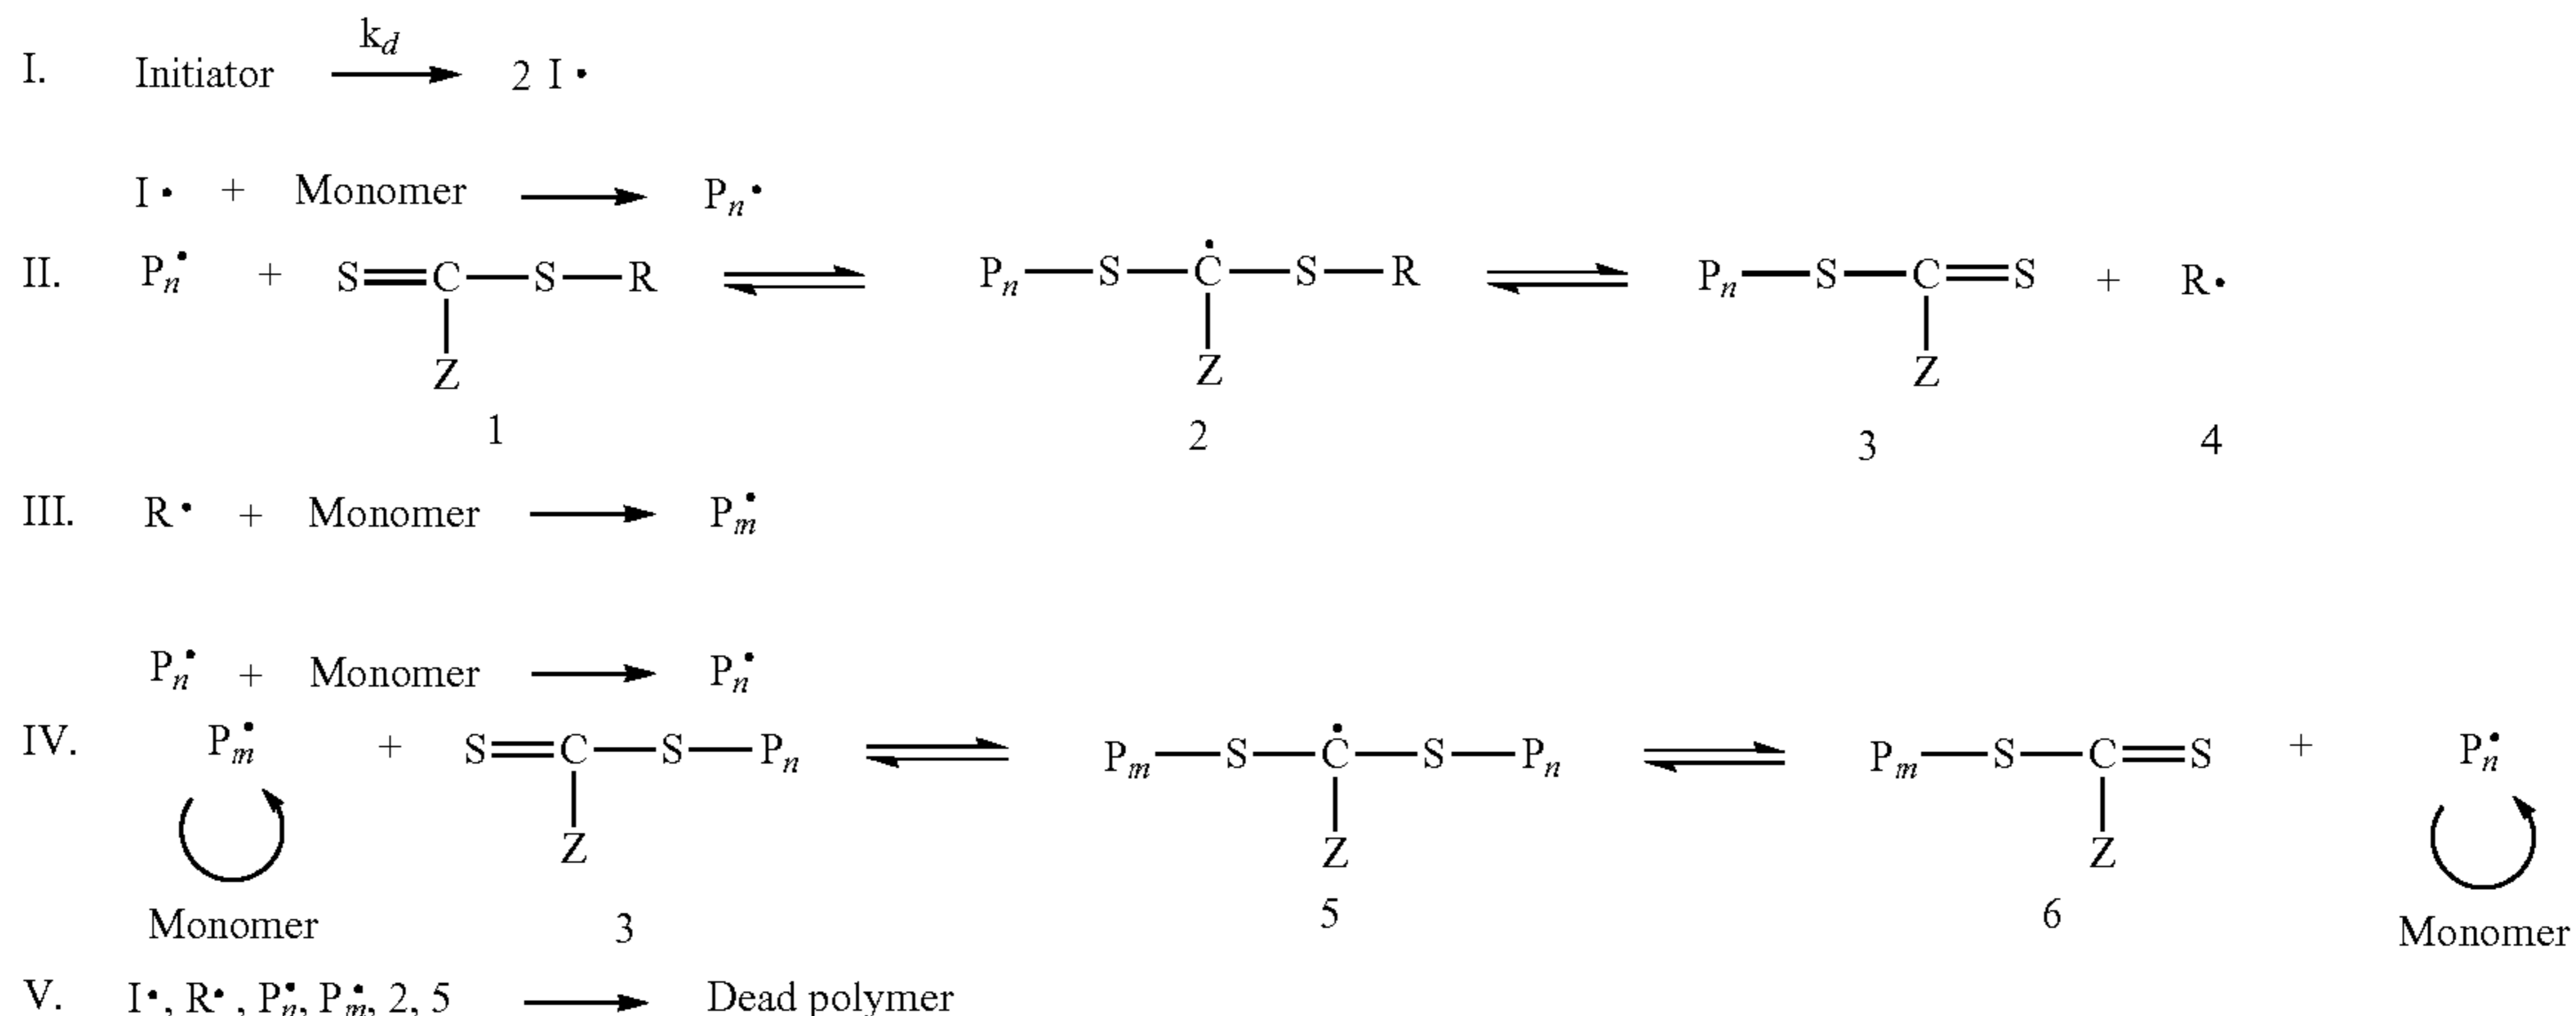 k_d
I. Initiator ⟶ 2 I•
I• + Monomer ⟶ P_n•
II. P_n• + S=C—S—R ⇌ P_n—S—Ċ—S—R ⇌ P_n—S—C=S + R•
Z Z Z
1 2 3 4
III. R• + Monomer ⟶ P_m•
P_n• + Monomer ⟶ P_n•
IV. P_m• + S=C—S—P_n ⇌ P_m—S—Ċ—S—P_n ⇌ P_m—S—C=S + P_n•
Z Z Z
Monomer 3 5 6 Monomer
V. I•, R•, P_n•, P_m•, 2, 5 ⟶ Dead polymer